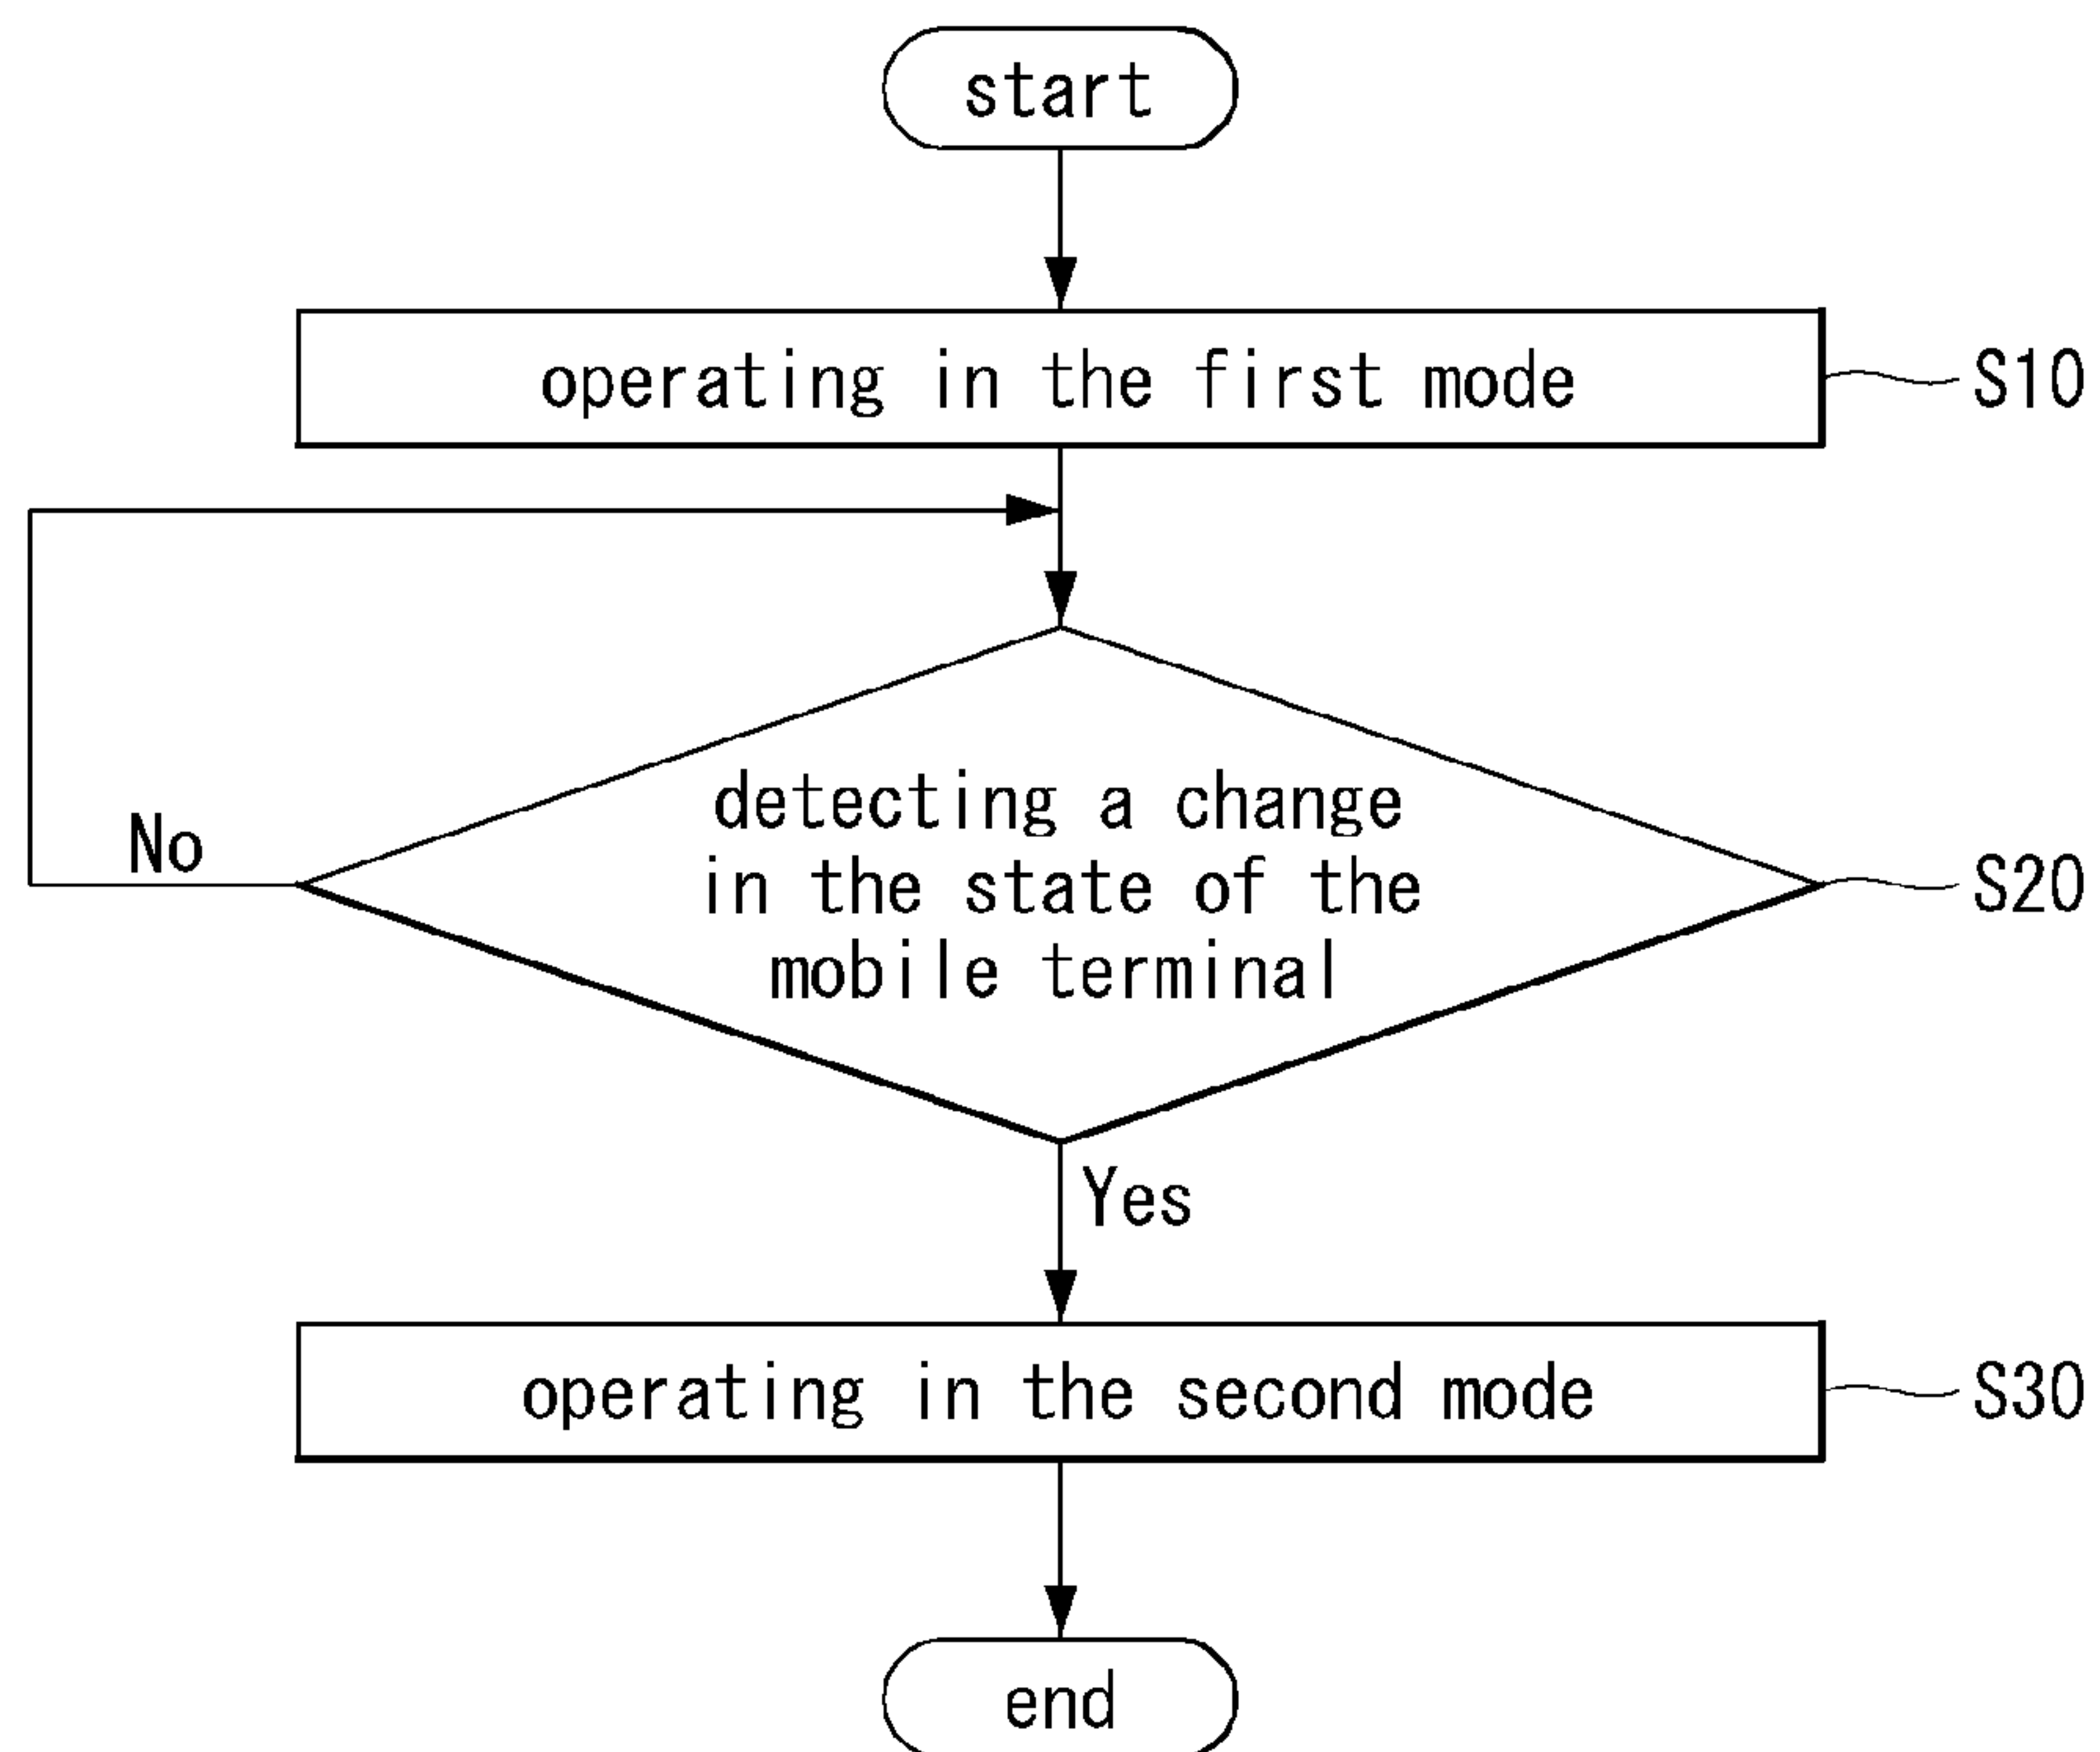 start
operating in the first mode
S10
detecting a change
in the state of the
mobile terminal
S20
No
Yes
operating in the second mode
S30
end